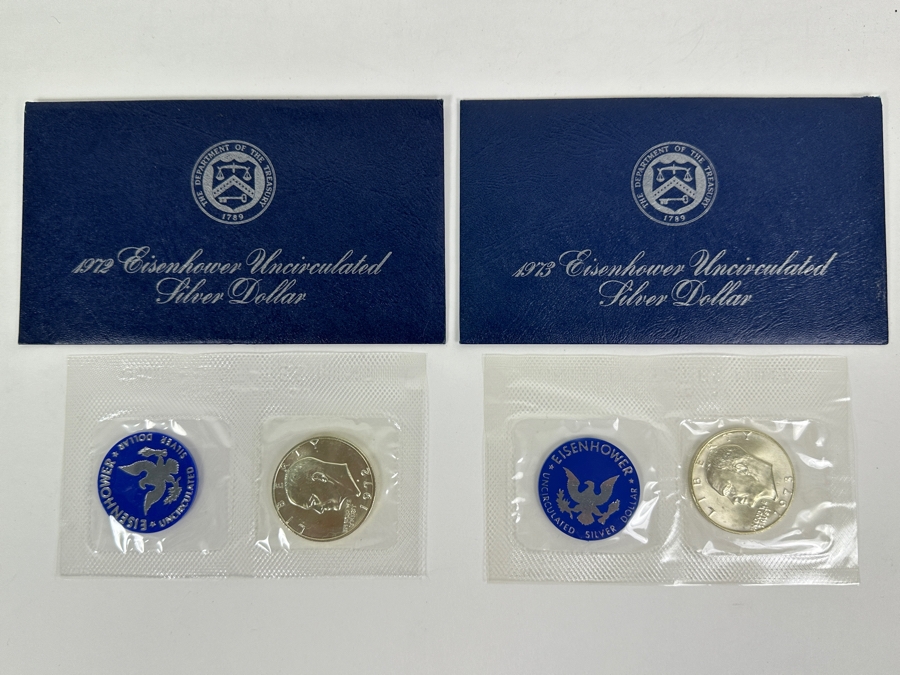 THE DEPARTMENT OF THE TREASURY
1789
1972 Eisenhower Uncirculated
Silver Dollar
THE DEPARTMENT OF THE TREASURY
1789
1973 Eisenhower Uncirculated
Silver Dollar
EISENHOWER
UNCIRCULATED SILVER DOLLAR
LIBERTY
1972
EISENHOWER
UNCIRCULATED SILVER DOLLAR
LIBERTY
1973